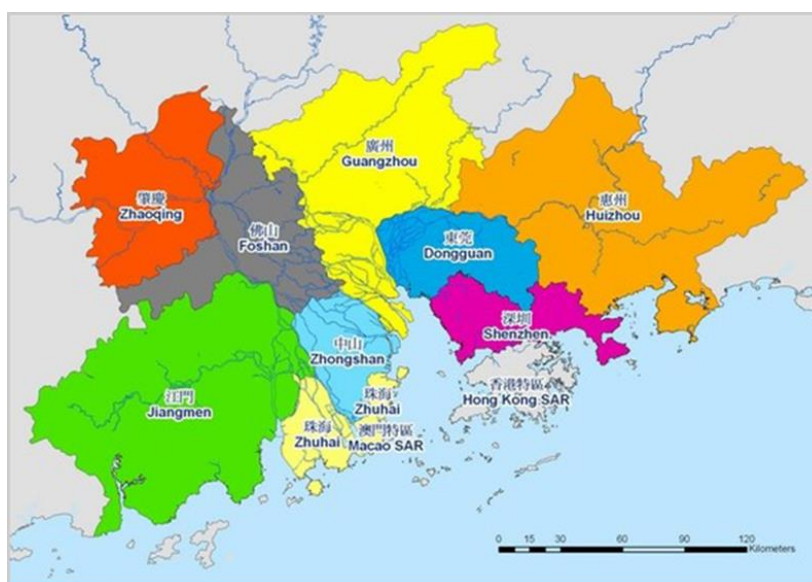 廣州
Guangzhou
肇慶
Zhaoqing
惠州
Huizhou
佛山
Foshan
東莞
Dongguan
深圳
Shenzhen
中山
Zhongshan
江門
Jiangmen
珠海
Zhuhai
香港特區
Hong Kong SAR
珠海
Zhuhai
澳門特區
Macao SAR
0 15 30 60 90 120
Kilometers